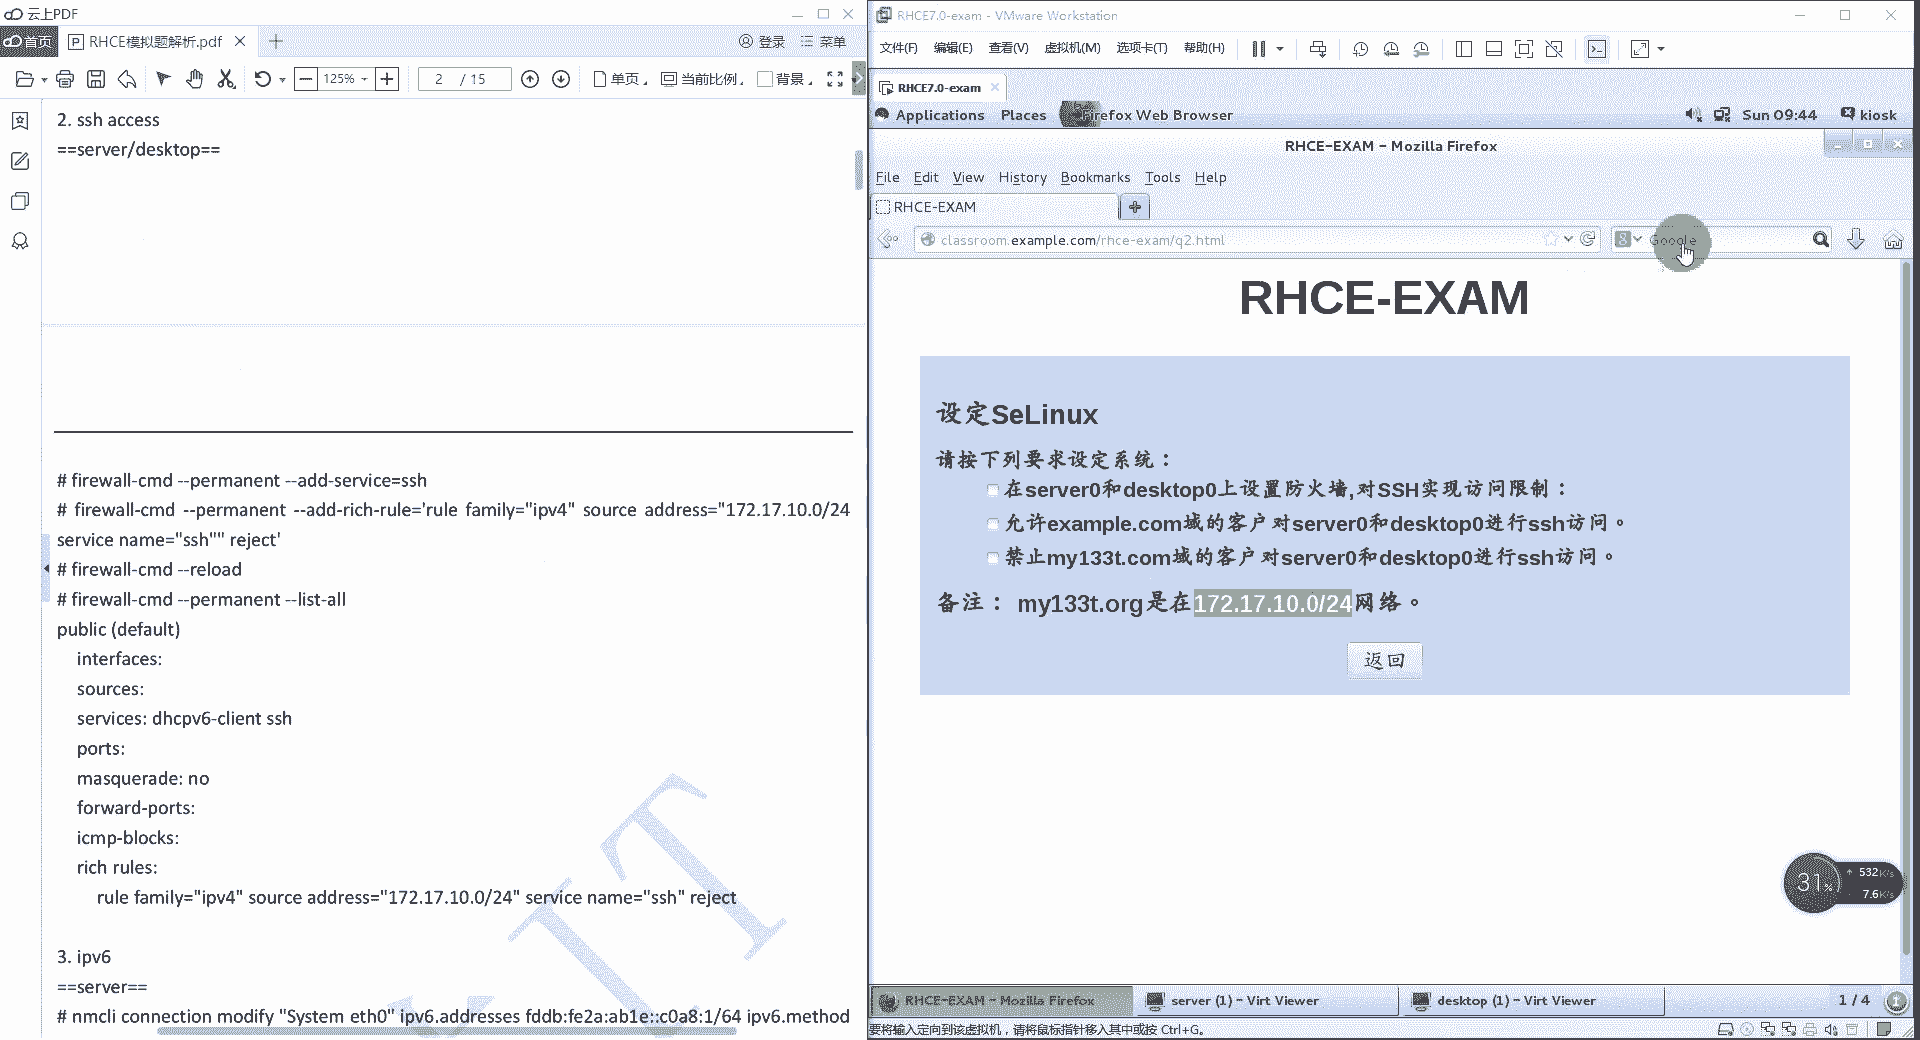 云上PDF
首页
RHCE模拟题解析.pdf
登录
菜单
125%
2 / 15
单页
当前比例
背景
2. ssh access
==server/desktop==
# firewall-cmd --permanent --add-service=ssh
# firewall-cmd --permanent --add-rich-rule='rule family="ipv4" source address="172.17.10.0/24
service name="ssh"" reject'
# firewall-cmd --reload
# firewall-cmd --permanent --list-all
public (default)
interfaces:
sources:
services: dhcpv6-client ssh
ports:
masquerade: no
forward-ports:
icmp-blocks:
rich rules:
rule family="ipv4" source address="172.17.10.0/24" service name="ssh" reject
3. ipv6
==server==
# nmcli connection modify "System eth0" ipv6.addresses fddb:fe2a:ab1e::c0a8:1/64 ipv6.method
IT
RHCE7.0-exam - VMware Workstation
文件(F) 编辑(E) 查看(V) 虚拟机(M) 选项卡(T) 帮助(H)
RHCE7.0-exam
Applications Places Firefox Web Browser
Sun 09:44
kiosk
RHCE-EXAM - Mozilla Firefox
File Edit View History Bookmarks Tools Help
RHCE-EXAM
classroom.example.com/rhce-exam/q2.html
Google
RHCE-EXAM
设定SeLinux
请按下列要求设定系统：
在server0和desktop0上设置防火墙,对SSH实现访问限制：
允许example.com域的客户对server0和desktop0进行ssh访问。
禁止my133t.com域的客户对server0和desktop0进行ssh访问。
备注： my133t.org是在172.17.10.0/24网络。
返回
31%
532K/s
7.6K/s
RHCE-EXAM - Mozilla Firefox
server (1) - Virt Viewer
desktop (1) - Virt Viewer
1 / 4
要将输入定向到该虚拟机，请将鼠标指针移入其中或按 Ctrl+G。